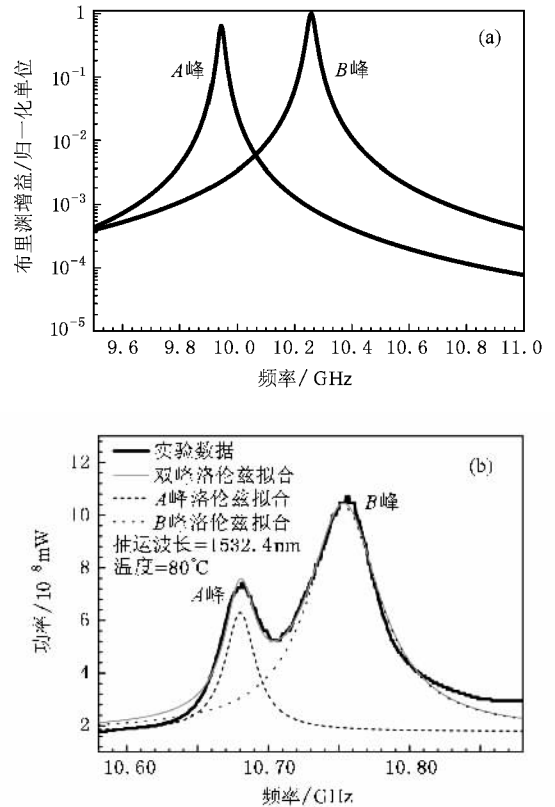 (a)
布里渊增益/归一化单位
1
10⁻¹
10⁻²
10⁻³
10⁻⁴
10⁻⁵
A峰
B峰
9.6 9.8 10.0 10.2 10.4 10.6 10.8 11.0
频率/GHz
(b)
功率/10⁻⁸mW
12
10
8
6
4
2
实验数据
双峰洛伦兹拟合
A峰洛伦兹拟合
B峰洛伦兹拟合
推运波长=1532.4nm
温度=80℃
A峰
B峰
10.60 10.70 10.80
频率/GHz